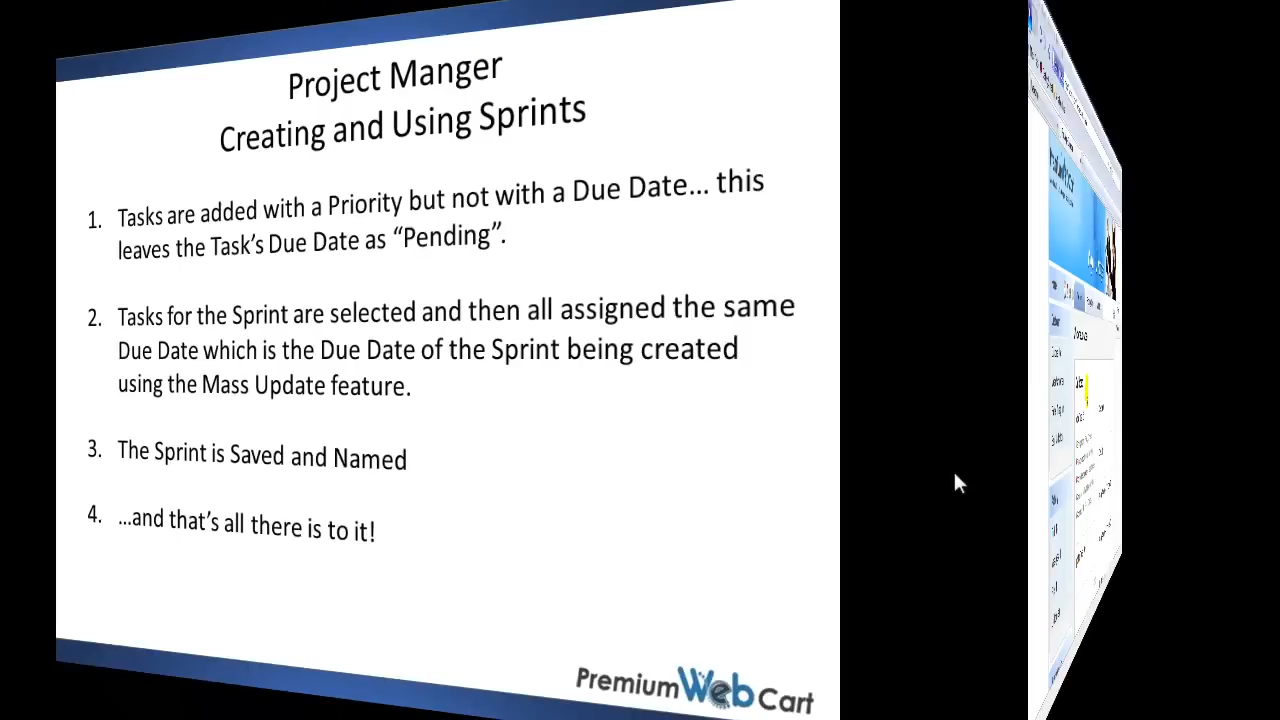 Project Manger
Creating and Using Sprints
1. Tasks are added with a Priority but not with a Due Date... this
leaves the Task's Due Date as “Pending”.
2. Tasks for the Sprint are selected and then all assigned the same
Due Date which is the Due Date of the Sprint being created
using the Mass Update feature.
3. The Sprint is Saved and Named
4. ...and that's all there is to it!
PremiumWebCart